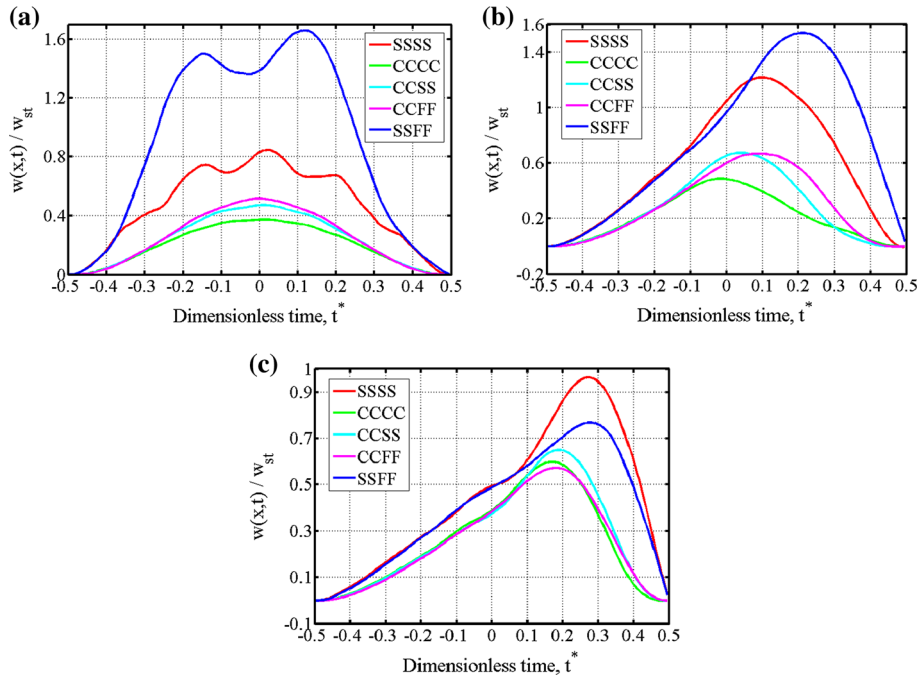 (a)
w(x,t) / wst
1.6
1.2
0.8
0.4
0
SSSS
CCCC
CCSS
CCFF
SSFF
-0.5 -0.4 -0.3 -0.2 -0.1 0 0.1 0.2 0.3 0.4 0.5
Dimensionless time, t*
(b)
w(x,t) / wst
1.6
1.4
1
0.6
0.2
-0.2
SSSS
CCCC
CCSS
CCFF
SSFF
-0.5 -0.4 -0.3 -0.2 -0.1 0 0.1 0.2 0.3 0.4 0.5
Dimensionless time, t*
(c)
w(x,t) / wst
1
0.9
0.7
0.5
0.3
0.1
-0.1
SSSS
CCCC
CCSS
CCFF
SSFF
-0.5 -0.4 -0.3 -0.2 -0.1 0 0.1 0.2 0.3 0.4 0.5
Dimensionless time, t*